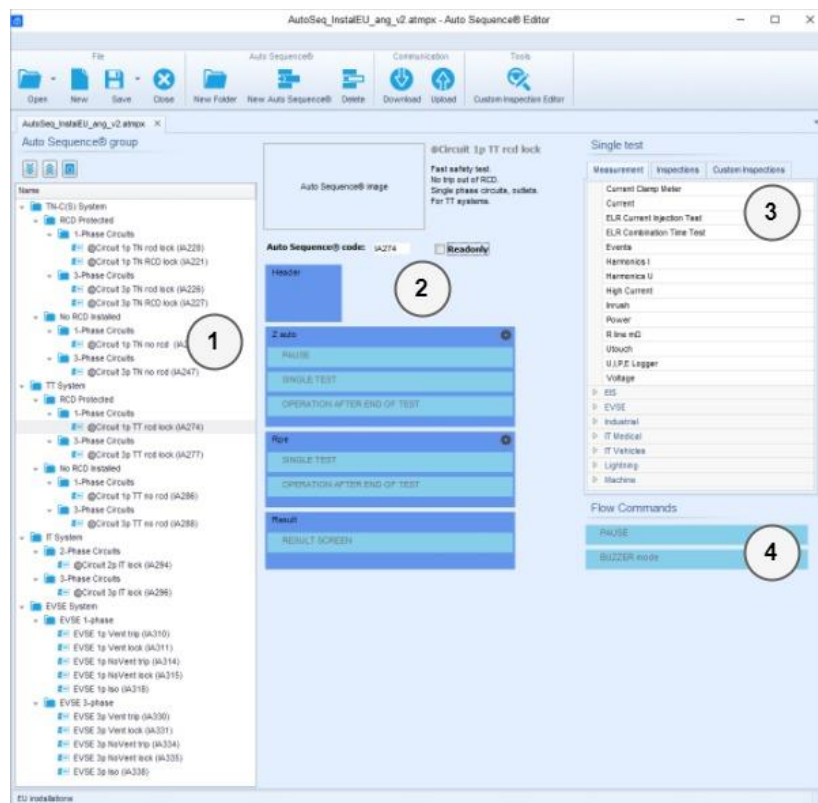 AutoSeq_InstalEU_ang_v2.atmpx - Auto Sequence® Editor
File
Auto Sequence®
Communication
Tools
Open
New
Save
Close
New Folder
New Auto Sequence®
Delete
Download
Upload
Custom Inspection Editor
AutoSeq_InstalEU_ang_v2.atmpx
Auto Sequence® group
Name
TN-C(S) System
RCD Protected
1-Phase Circuits
@Circuit 1p TN rcd lock (IA220)
@Circuit 1p TN RCD lock (IA221)
3-Phase Circuits
@Circuit 3p TN rcd lock (IA226)
@Circuit 3p TN RCD lock (IA227)
No RCD Installed
1-Phase Circuits
@Circuit 1p TN no rcd
3-Phase Circuits
@Circuit 3p TN no rcd (IA247)
TT System
RCD Protected
1-Phase Circuits
@Circuit 1p TT rcd lock (IA274)
3-Phase Circuits
@Circuit 3p TT rcd lock (IA277)
No RCD Installed
1-Phase Circuits
@Circuit 1p TT no rcd (IA286)
3-Phase Circuits
@Circuit 3p TT no rcd (IA288)
IT System
2-Phase Circuits
@Circuit 2p IT lock (IA294)
3-Phase Circuits
@Circuit 3p IT lock (IA296)
EVSE System
EVSE 1-phase
EVSE 1p Vent trip (IA310)
EVSE 1p Vent lock (IA311)
EVSE 1p NoVent trip (IA314)
EVSE 1p NoVent lock (IA315)
EVSE 1p Iso (IA318)
EVSE 3-phase
EVSE 3p Vent trip (IA330)
EVSE 3p Vent lock (IA331)
EVSE 3p NoVent trip (IA334)
EVSE 3p NoVent lock (IA335)
EVSE 3p Iso (IA338)
EU installations
1
Auto Sequence® image
@Circuit 1p TT rcd lock
Fast safety test.
No trip out of RCD.
Single phase circuits, outlets.
For TT systems.
Auto Sequence® code: IA274
Readonly
Header
2
Z auto
PAUSE
SINGLE TEST
OPERATION AFTER END OF TEST
Rpe
SINGLE TEST
OPERATION AFTER END OF TEST
Result
RESULT SCREEN
Single test
Measurement
Inspections
Custom Inspections
Current Clamp Meter
Current
ELR Current Injection Test
ELR Combination Time Test
Events
Harmonics I
Harmonics U
High Current
Inrush
Power
R line mΩ
Utouch
U,I,P,E Logger
Voltage
EIS
EVSE
Industrial
IT Medical
IT Vehicles
Lightning
Machine
3
Flow Commands
PAUSE
BUZZER mode
4